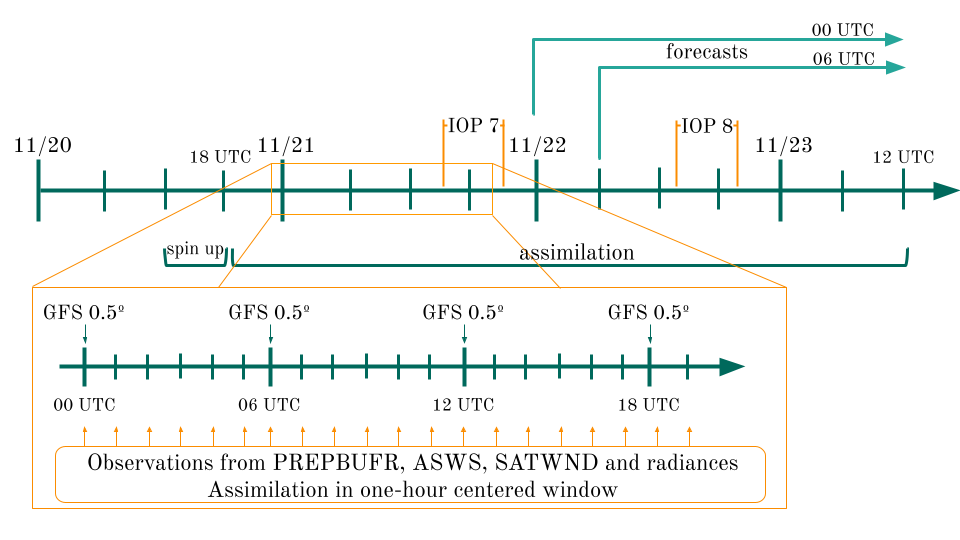 00 UTC
forecasts
06 UTC
IOP 7
IOP 8
11/20
18 UTC
11/21
11/22
11/23
12 UTC
spin up
assimilation
GFS 0.5º
GFS 0.5º
GFS 0.5º
GFS 0.5º
00 UTC
06 UTC
12 UTC
18 UTC
Observations from PREPBUFR, ASWS, SATWND and radiances
Assimilation in one-hour centered window